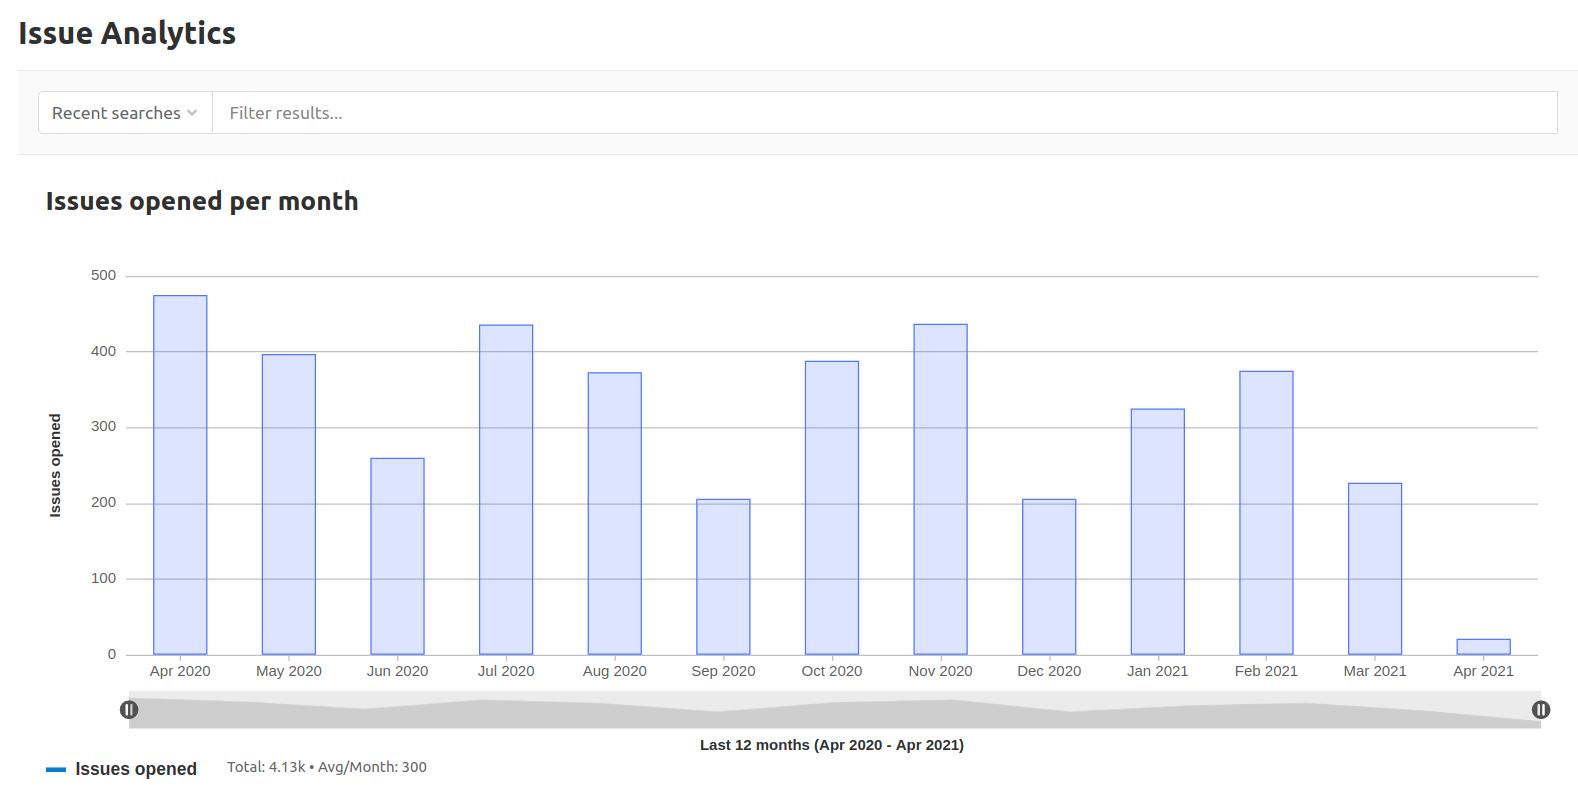 Issue Analytics
Recent searches
Filter results...
Issues opened per month
500
400
300
200
100
0
Issues opened
Apr 2020 May 2020 Jun 2020 Jul 2020 Aug 2020 Sep 2020 Oct 2020 Nov 2020 Dec 2020 Jan 2021 Feb 2021 Mar 2021 Apr 2021
Last 12 months (Apr 2020 - Apr 2021)
Issues opened Total: 4.13k • Avg/Month: 300